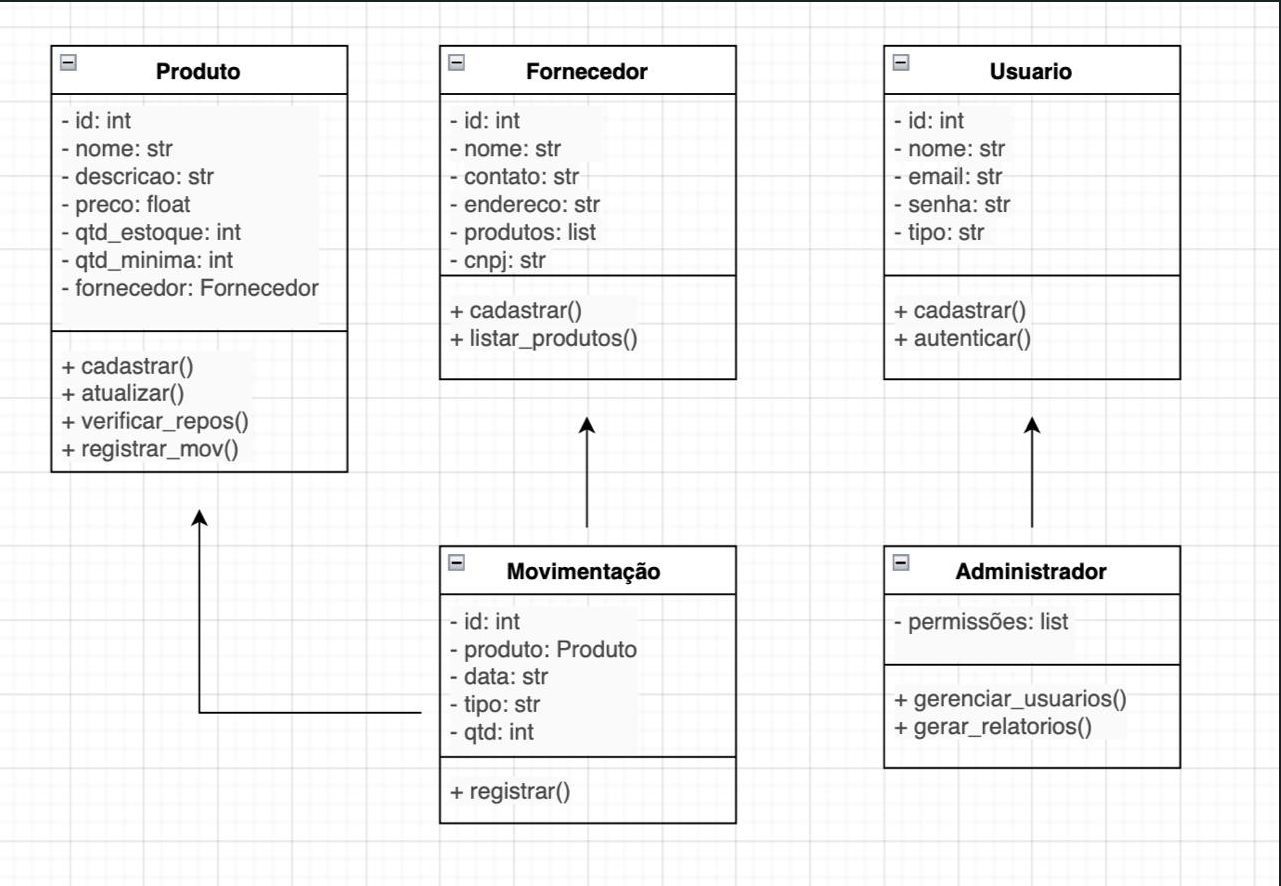 Produto
- id: int
- nome: str
- descricao: str
- preco: float
- qtd_estoque: int
- qtd_minima: int
- fornecedor: Fornecedor
+ cadastrar()
+ atualizar()
+ verificar_repos()
+ registrar_mov()
Fornecedor
- id: int
- nome: str
- contato: str
- endereco: str
- produtos: list
- cnpj: str
+ cadastrar()
+ listar_produtos()
Usuario
- id: int
- nome: str
- email: str
- senha: str
- tipo: str
+ cadastrar()
+ autenticar()
Movimentação
- id: int
- produto: Produto
- data: str
- tipo: str
- qtd: int
+ registrar()
Administrador
- permissões: list
+ gerenciar_usuarios()
+ gerar_relatorios()